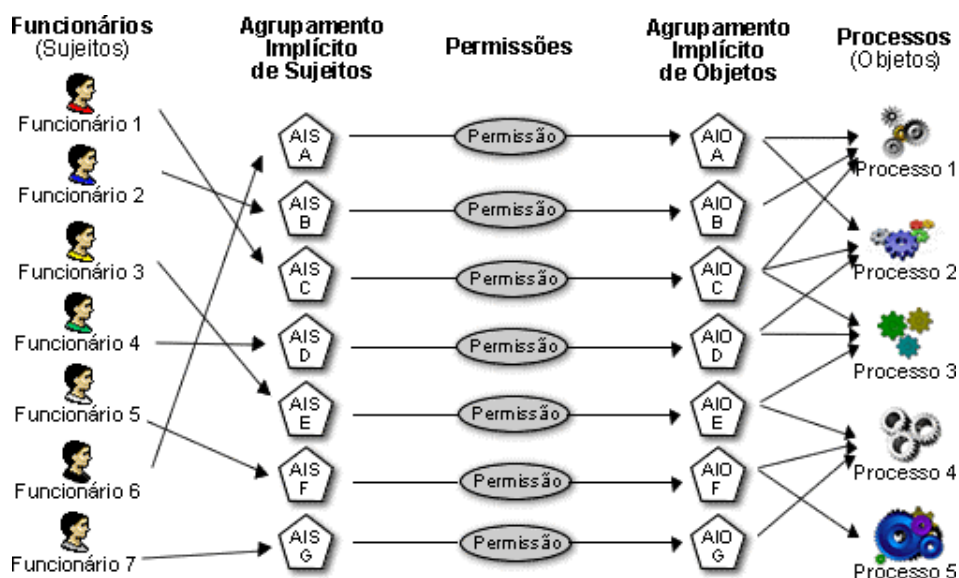 Funcionários
(Sujeitos)
Agrupamento
Implícito
de Sujeitos
Permissões
Agrupamento
Implícito
de Objetos
Processos
(Objetos)
Funcionário 1
Funcionário 2
Funcionário 3
Funcionário 4
Funcionário 5
Funcionário 6
Funcionário 7
AIS
A
AIS
B
AIS
C
AIS
D
AIS
E
AIS
F
AIS
G
Permissão
Permissão
Permissão
Permissão
Permissão
Permissão
Permissão
AIO
A
AIO
B
AIO
C
AIO
D
AIO
E
AIO
F
AIO
G
Processo 1
Processo 2
Processo 3
Processo 4
Processo 5